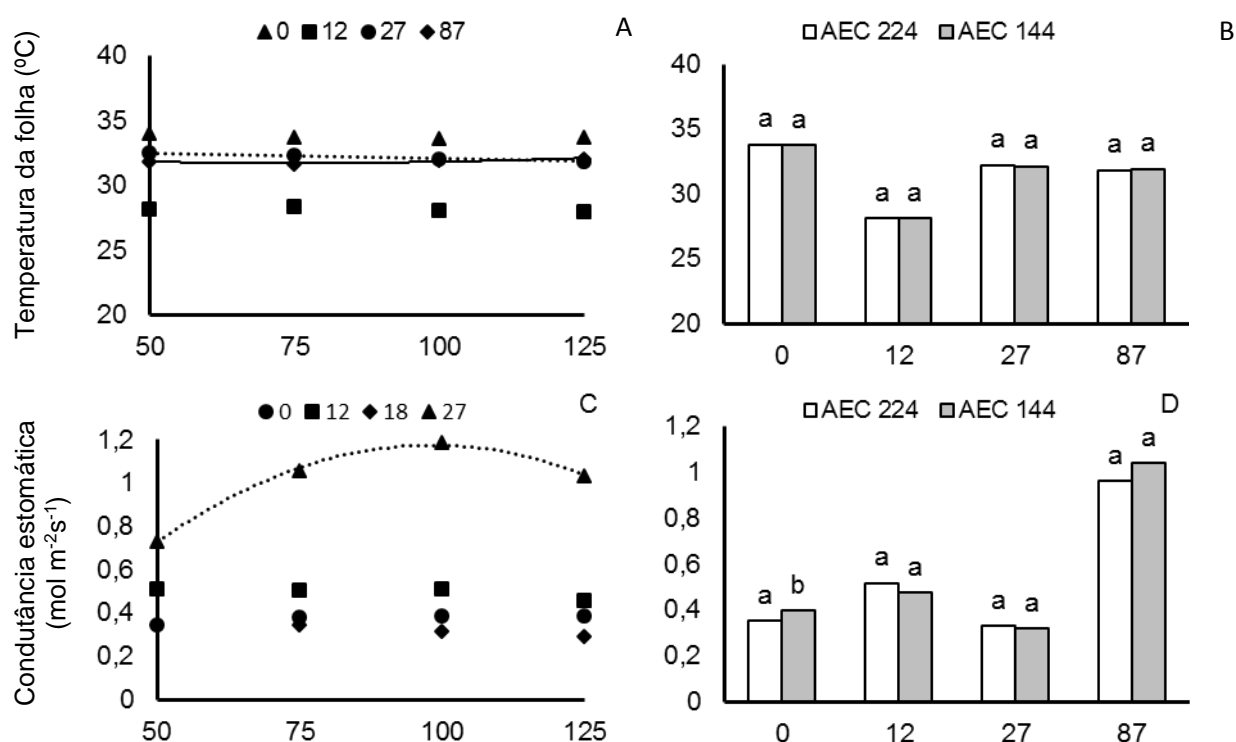 ▲0 ■12 ●27 ◆87
A
Temperatura da folha (ºC)
40
35
30
25
20
50 75 100 125
AEC 224 AEC 144
B
40
35
30
25
20
a a a a a a a a
0 12 27 87
●0 ■12 ◆18 ▲27
C
Condutância estomática
(mol m⁻²s⁻¹)
1,2
1
0,8
0,6
0,4
0,2
0
50 75 100 125
AEC 224 AEC 144
D
1,2
1
0,8
0,6
0,4
0,2
0
a b a a a a a a
0 12 27 87